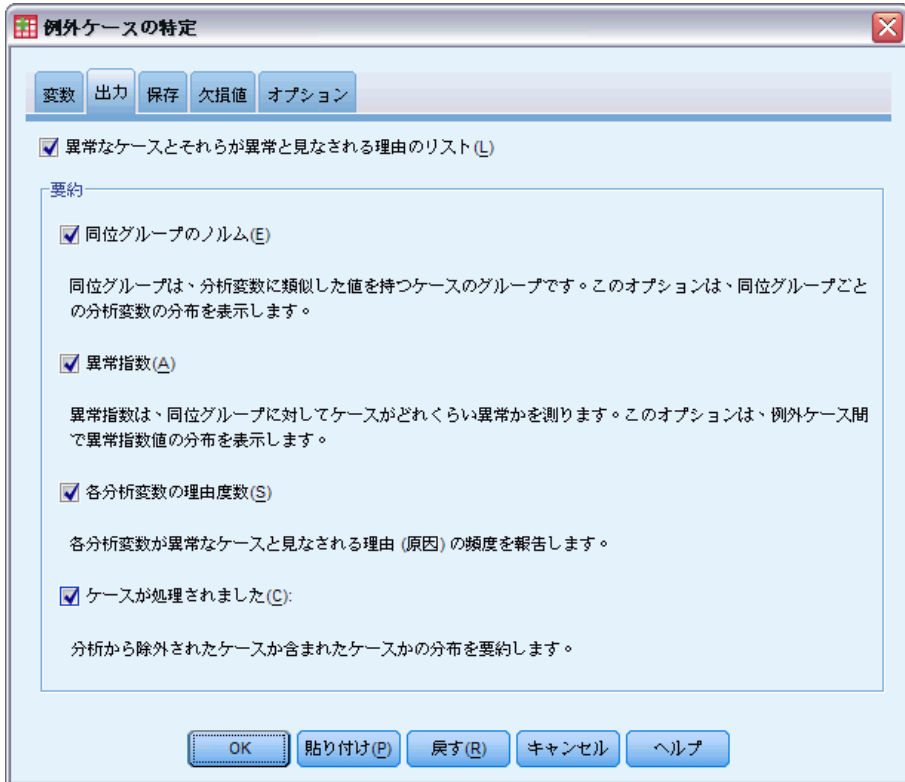 例外ケースの特定
変数 出力 保存 欠損値 オプション
異常なケースとそれらが異常と見なされる理由のリスト(L)
要約
同位グループのノルム(E)
同位グループは、分析変数に類似した値を持つケースのグループです。このオプションは、同位グループごと
の分析変数の分布を表示します。
異常指数(A)
異常指数は、同位グループに対してケースがどれくらい異常かを測ります。このオプションは、例外ケース間
で異常指数値の分布を表示します。
各分析変数の理由度数(S)
各分析変数が異常なケースと見なされる理由 (原因) の頻度を報告します。
ケースが処理されました(C):
分析から除外されたケースか含まれたケースかの分布を要約します。
OK 貼り付け(P) 戻す(R) キャンセル ヘルプ